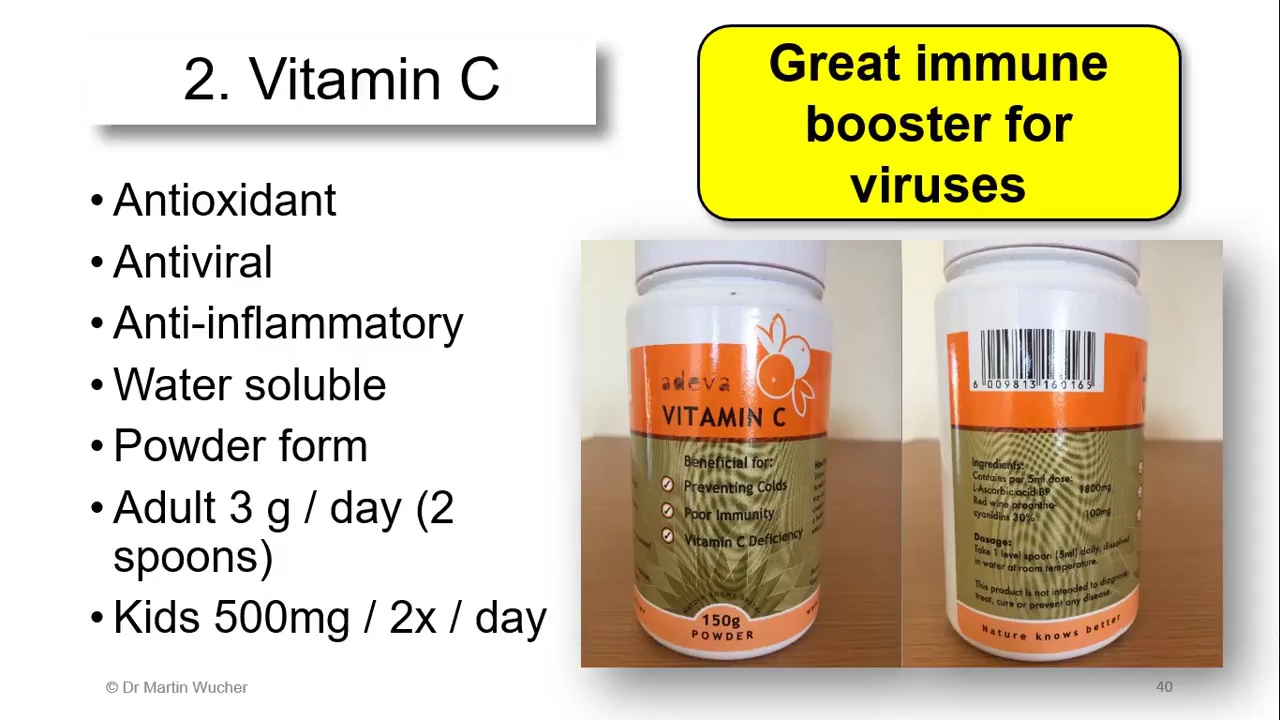 2. Vitamin C
Great immune
booster for
viruses
• Antioxidant
• Antiviral
• Anti-inflammatory
• Water soluble
• Powder form
• Adult 3 g / day (2
spoons)
• Kids 500mg / 2x / day
adeva
VITAMIN C
Beneficial for:
Preventing Colds
Poor Immunity
Vitamin C Deficiency
150g
POWDER
6 009813 160165
Ingredients:
Contains per 5ml dose:
L-Ascorbic acid BP 1800mg
Red wine proantho-
cyanidins 30% 100mg
Dosage:
Take 1 level spoon (5ml) daily, dissolved
in water at room temperature.
This product is not intended to diagnose,
treat, cure or prevent any disease.
Nature knows better
© Dr Martin Wucher
40